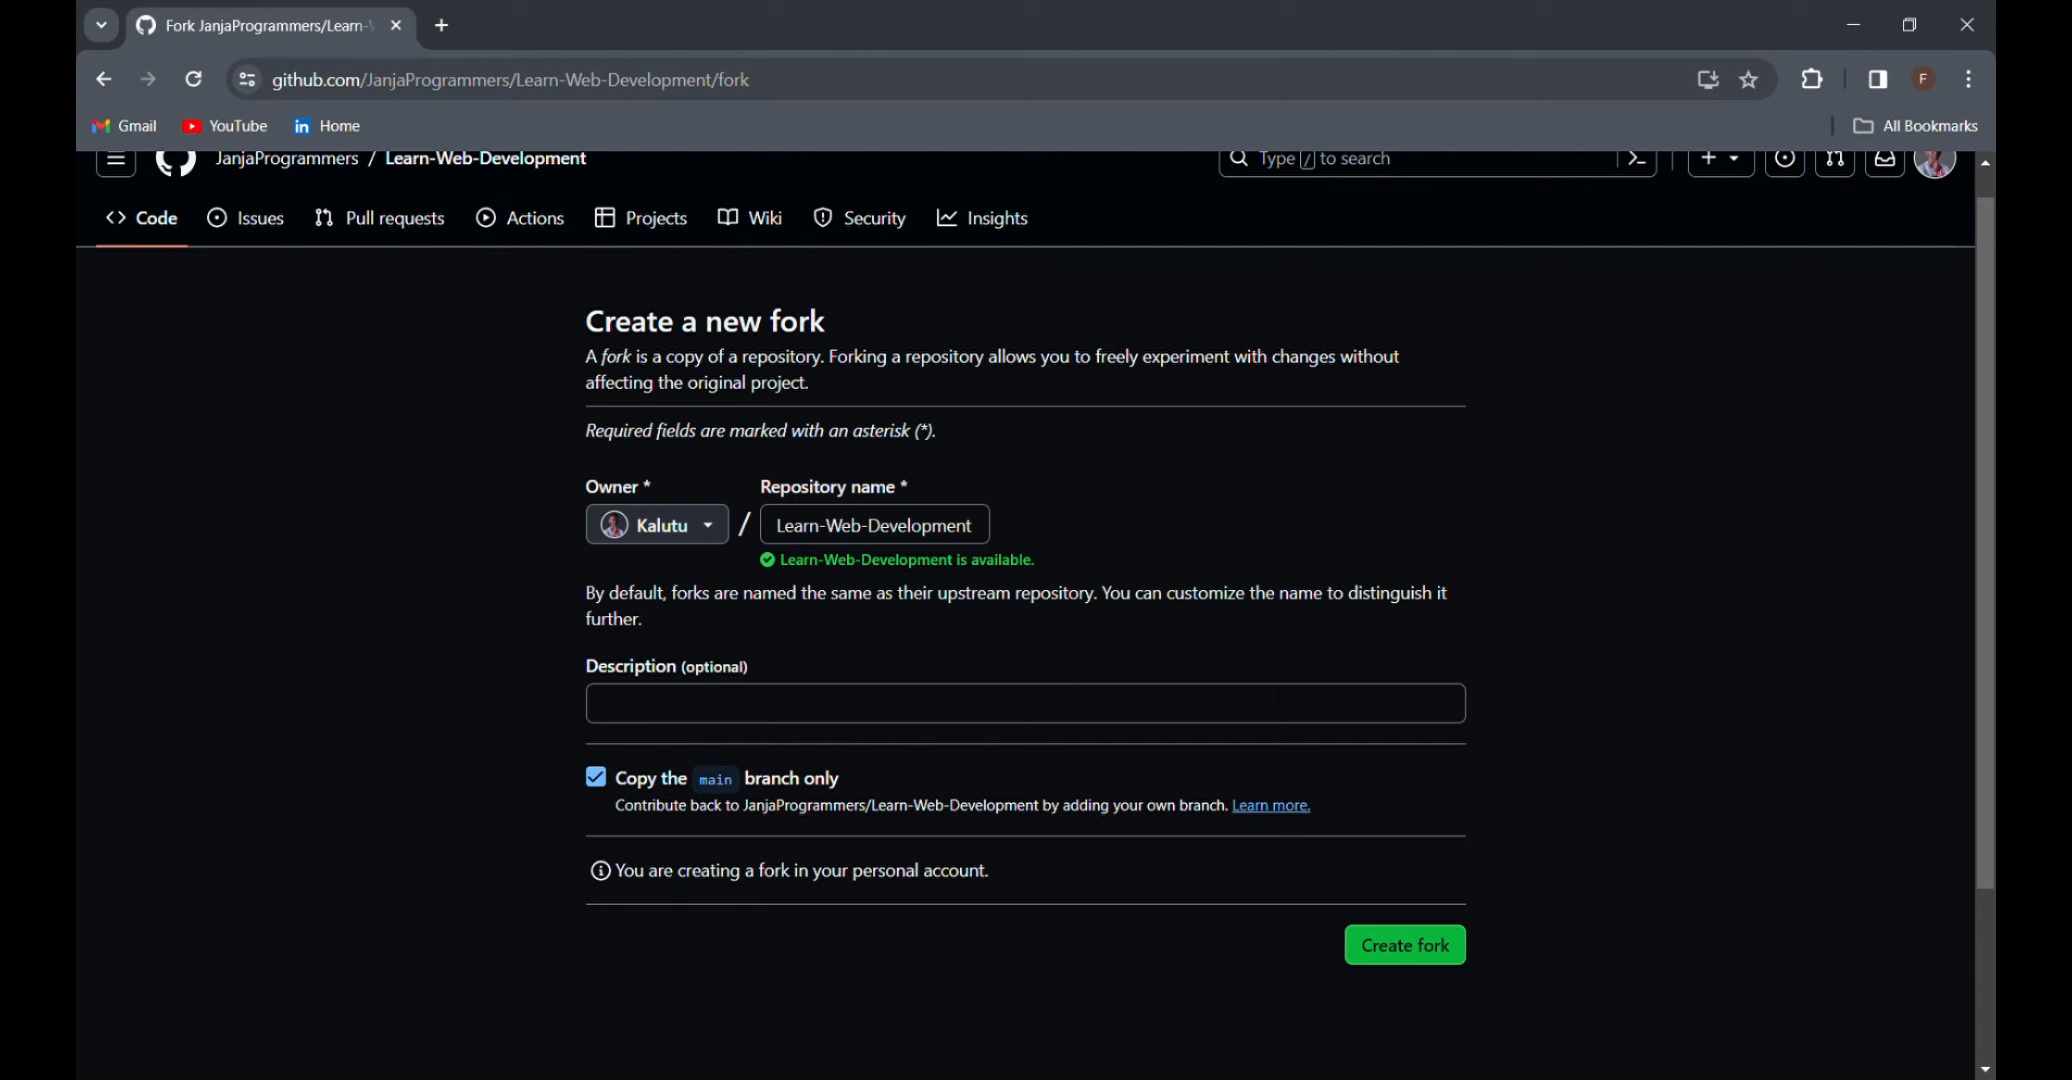 Fork JanjaProgrammers/Learn-
github.com/JanjaProgrammers/Learn-Web-Development/fork
F
Gmail YouTube Home All Bookmarks
JanjaProgrammers / Learn-Web-Development Type / to search
Code Issues Pull requests Actions Projects Wiki Security Insights
Create a new fork
A fork is a copy of a repository. Forking a repository allows you to freely experiment with changes without
affecting the original project.
Required fields are marked with an asterisk (*).
Owner * Repository name *
Kalutu / Learn-Web-Development
Learn-Web-Development is available.
By default, forks are named the same as their upstream repository. You can customize the name to distinguish it
further.
Description (optional)
Copy the main branch only
Contribute back to JanjaProgrammers/Learn-Web-Development by adding your own branch. Learn more.
You are creating a fork in your personal account.
Create fork